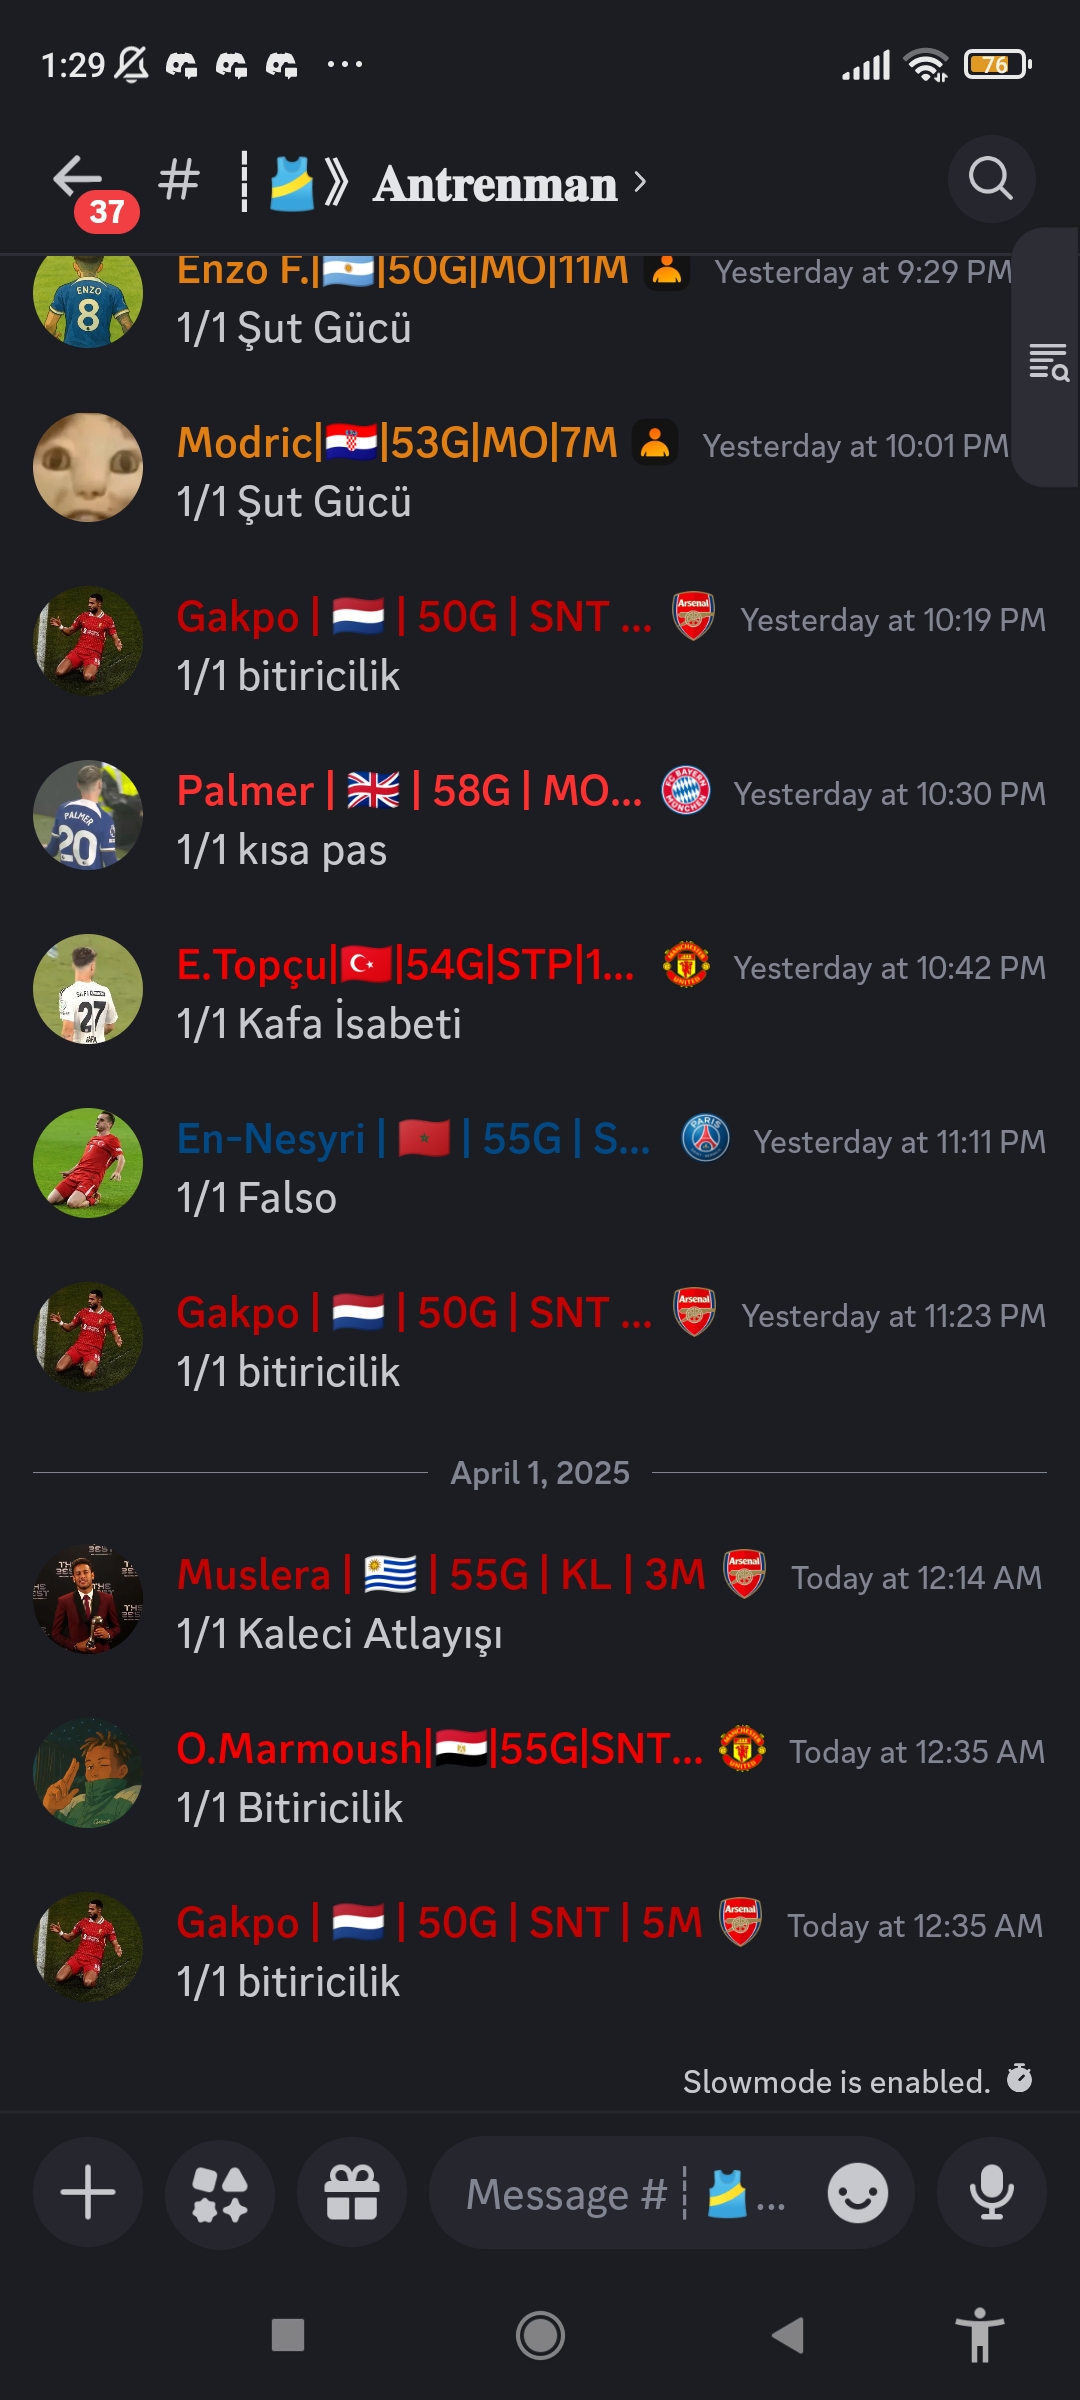 1:29 76
37 # ┊🎽》 Antrenman ›
Enzo F.|🇦🇷|50G|MO|11M Yesterday at 9:29 PM
1/1 Şut Gücü
Modric|🇭🇷|53G|MO|7M Yesterday at 10:01 PM
1/1 Şut Gücü
Gakpo | 🇳🇱 | 50G | SNT ... Yesterday at 10:19 PM
1/1 bitiricilik
Palmer | 🇬🇧 | 58G | MO... Yesterday at 10:30 PM
1/1 kısa pas
E.Topçu|🇹🇷|54G|STP|1... Yesterday at 10:42 PM
1/1 Kafa İsabeti
En-Nesyri | 🇲🇦 | 55G | S... Yesterday at 11:11 PM
1/1 Falso
Gakpo | 🇳🇱 | 50G | SNT ... Yesterday at 11:23 PM
1/1 bitiricilik
April 1, 2025
Muslera | 🇺🇾 | 55G | KL | 3M Today at 12:14 AM
1/1 Kaleci Atlayışı
O.Marmoush|🇪🇬|55G|SNT... Today at 12:35 AM
1/1 Bitiricilik
Gakpo | 🇳🇱 | 50G | SNT | 5M Today at 12:35 AM
1/1 bitiricilik
Slowmode is enabled.
Message #┊🎽...